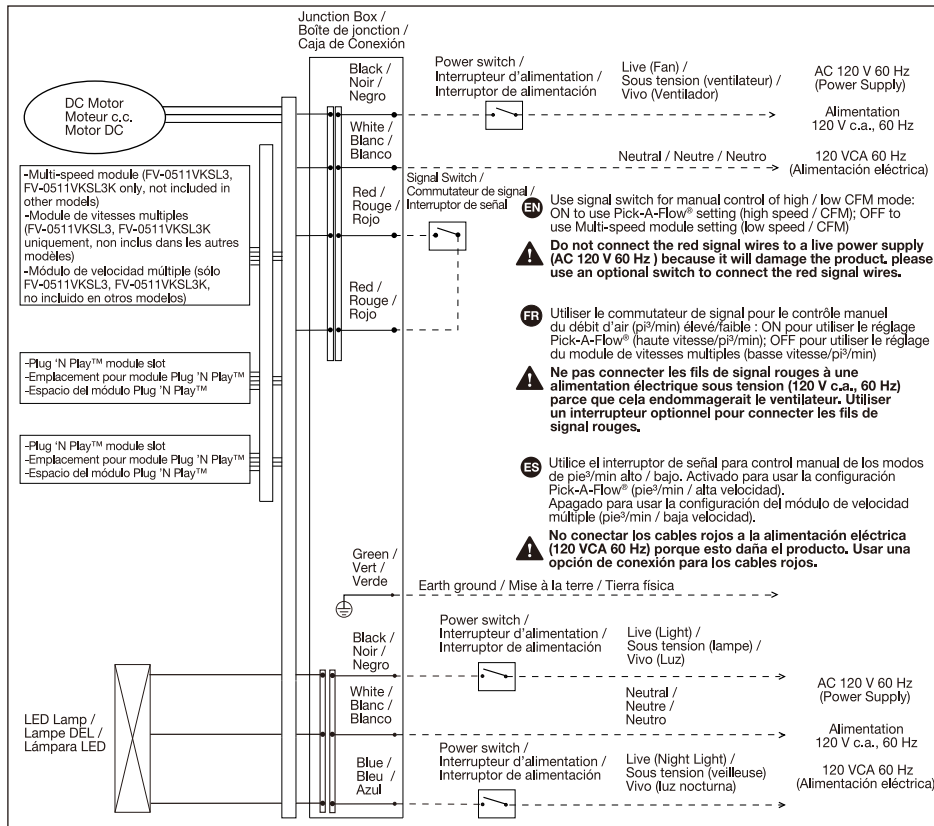 Junction Box /
Boîte de jonction /
Caja de Conexión
Black /
Noir /
Negro
Power switch /
Interrupteur d'alimentation /
Interruptor de alimentación
Live (Fan) /
Sous tension (ventilateur) /
Vivo (Ventilador)
AC 120 V 60 Hz
(Power Supply)
Alimentation
120 V c.a., 60 Hz
120 VCA 60 Hz
(Alimentación eléctrica)
DC Motor
Moteur c.c.
Motor DC
White /
Blanc /
Blanco
Neutral / Neutre / Neutro
-Multi-speed module (FV-0511VKSL3,
FV-0511VKSL3K only, not included in
other models)
-Module de vitesses multiples
(FV-0511VKSL3, FV-0511VKSL3K
uniquement, non inclus dans les autres
modèles)
-Módulo de velocidad múltiple (sólo
FV-0511VKSL3, FV-0511VKSL3K,
no incluido en otros modelos)
Red /
Rouge /
Rojo
Signal Switch /
Commutateur de signal /
Interruptor de señal
Red /
Rouge /
Rojo
EN Use signal switch for manual control of high / low CFM mode:
ON to use Pick-A-Flow® setting (high speed / CFM); OFF to
use Multi-speed module setting (low speed / CFM)
Do not connect the red signal wires to a live power supply
(AC 120 V 60 Hz ) because it will damage the product. please
use an optional switch to connect the red signal wires.
FR Utiliser le commutateur de signal pour le contrôle manuel
du débit d'air (pi³/min) élevé/faible : ON pour utiliser le réglage
Pick-A-Flow® (haute vitesse/pi³/min); OFF pour utiliser le réglage
du module de vitesses multiples (basse vitesse/pi³/min)
Ne pas connecter les fils de signal rouges à une
alimentation électrique sous tension (120 V c.a., 60 Hz)
parce que cela endommagerait le ventilateur. Utiliser
un interrupteur optionnel pour connecter les fils de
signal rouges.
-Plug 'N Play™ module slot
-Emplacement pour module Plug 'N Play™
-Espacio del módulo Plug 'N Play™
-Plug 'N Play™ module slot
-Emplacement pour module Plug 'N Play™
-Espacio del módulo Plug 'N Play™
ES Utilice el interruptor de señal para control manual de los modos
de pie³/min alto / bajo. Activado para usar la configuración
Pick-A-Flow® (pie³/min / alta velocidad).
Apagado para usar la configuración del módulo de velocidad
múltiple (pie³/min / baja velocidad).
No conectar los cables rojos a la alimentación eléctrica
(120 VCA 60 Hz) porque esto daña el producto. Usar una
opción de conexión para los cables rojos.
Green /
Vert /
Verde
Earth ground / Mise à la terre / Tierra física
Black /
Noir /
Negro
Power switch /
Interrupteur d'alimentation /
Interruptor de alimentación
Live (Light) /
Sous tension (lampe) /
Vivo (Luz)
White /
Blanc /
Blanco
Neutral /
Neutre /
Neutro
AC 120 V 60 Hz
(Power Supply)
Alimentation
120 V c.a., 60 Hz
120 VCA 60 Hz
(Alimentación eléctrica)
LED Lamp /
Lampe DEL /
Lámpara LED
Blue /
Bleu /
Azul
Power switch /
Interrupteur d'alimentation /
Interruptor de alimentación
Live (Night Light) /
Sous tension (veilleuse)
Vivo (luz nocturna)